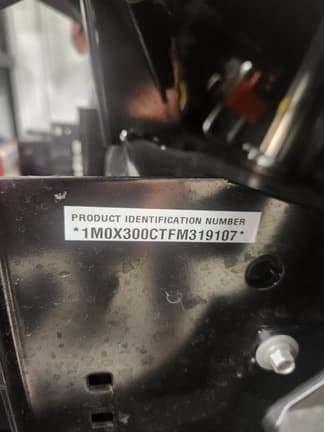 PRODUCT IDENTIFICATION NUMBER
*1M0X300CTFM319107*